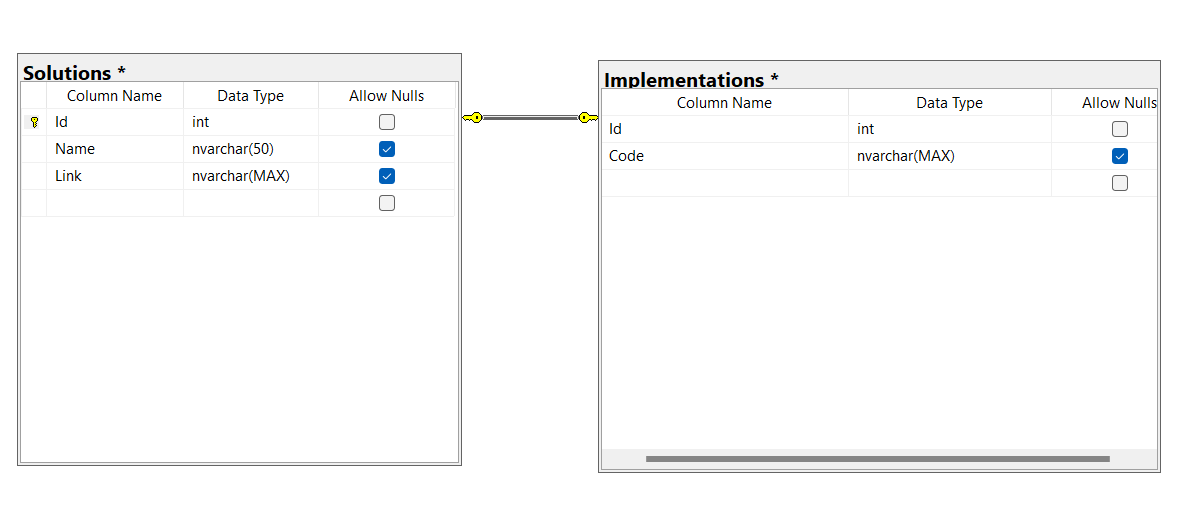 Solutions *
Column Name Data Type Allow Nulls
Id int
Name nvarchar(50)
Link nvarchar(MAX)
Implementations *
Column Name Data Type Allow Nulls
Id int
Code nvarchar(MAX)